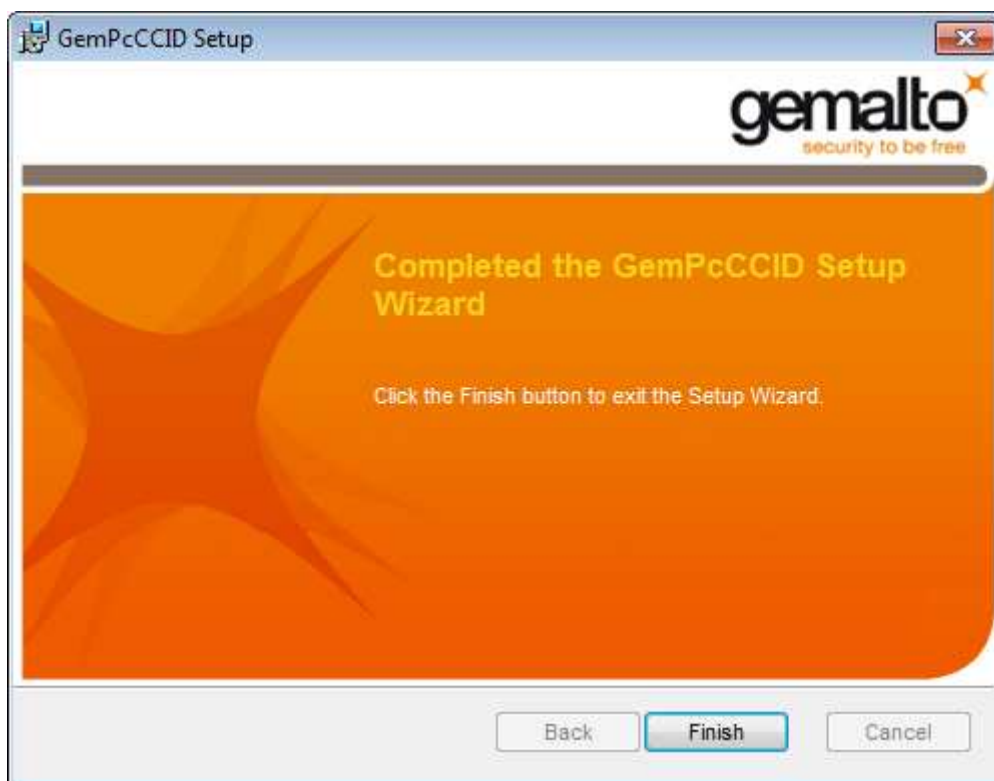 GemPcCCID Setup
gemalto
security to be free
Completed the GemPcCCID Setup
Wizard
Click the Finish button to exit the Setup Wizard.
Back Finish Cancel